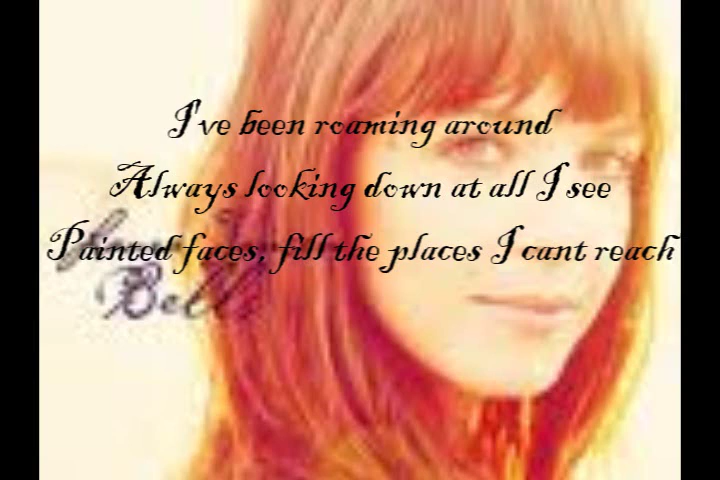 I've been roaming around
Always looking down at all I see
Painted faces, fill the places I cant reach